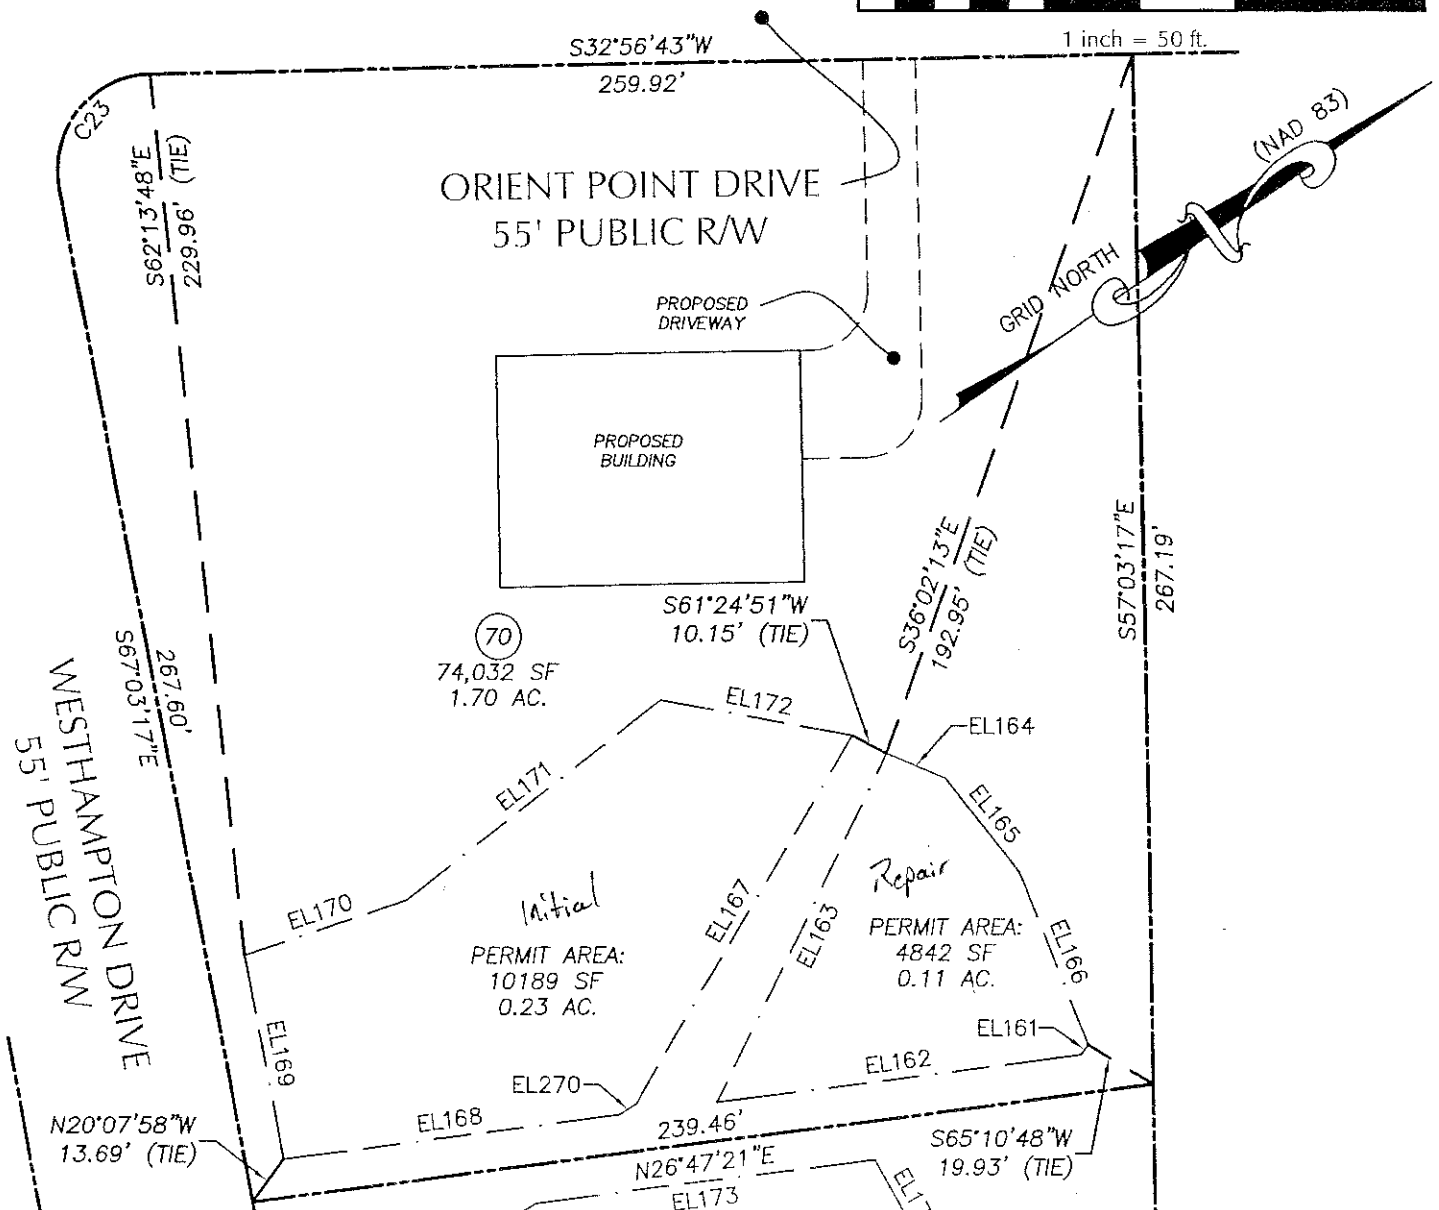 1 inch = 50 ft.
S32°56'43"W
259.92'
C23
(NAD 83)
GRID NORTH
S62°13'48"E
229.96' (TIE)
ORIENT POINT DRIVE
55' PUBLIC R/W
PROPOSED
DRIVEWAY
PROPOSED
BUILDING
S36°02'13"E
192.95' (TIE)
S57°03'17"E
267.19'
S61°24'51"W
10.15' (TIE)
70
74,032 SF
1.70 AC.
267.60'
S67°03'17"E
WESTHAMPTON DRIVE
55' PUBLIC R/W
EL172
EL164
EL171
EL165
EL170
Initial
PERMIT AREA:
10189 SF
0.23 AC.
EL167
EL163
Repair
PERMIT AREA:
4842 SF
0.11 AC.
EL166
EL169
EL161
EL162
EL270
EL168
N20°07'58"W
13.69' (TIE)
239.46'
N26°47'21"E
S65°10'48"W
19.93' (TIE)
EL173